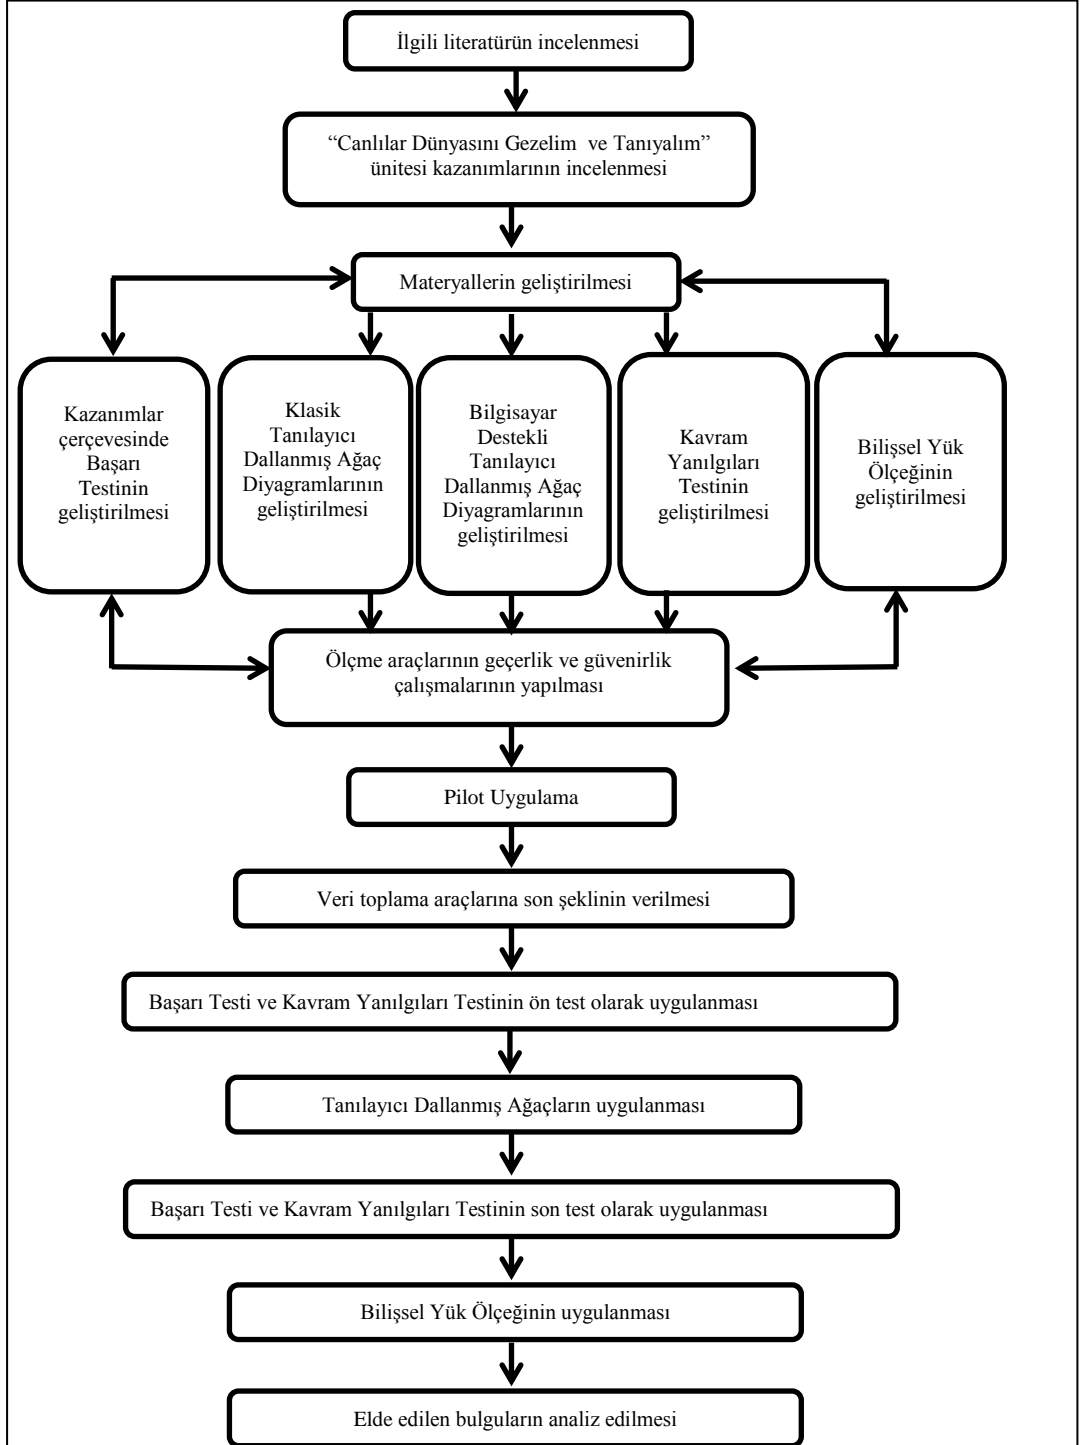 İlgili literatürün incelenmesi
“Canlılar Dünyasını Gezelim ve Tanıyalım”
ünitesi kazanımlarının incelenmesi
Materyallerin geliştirilmesi
Kazanımlar
çerçevesinde
Başarı
Testinin
geliştirilmesi
Klasik
Tanılayıcı
Dallanmış Ağaç
Diyagramlarının
geliştirilmesi
Bilgisayar
Destekli
Tanılayıcı
Dallanmış Ağaç
Diyagramlarının
geliştirilmesi
Kavram
Yanılgıları
Testinin
geliştirilmesi
Bilişsel Yük
Ölçeğinin
geliştirilmesi
Ölçme araçlarının geçerlik ve güvenirlik
çalışmalarının yapılması
Pilot Uygulama
Veri toplama araçlarına son şeklinin verilmesi
Başarı Testi ve Kavram Yanılgıları Testinin ön test olarak uygulanması
Tanılayıcı Dallanmış Ağaçların uygulanması
Başarı Testi ve Kavram Yanılgıları Testinin son test olarak uygulanması
Bilişsel Yük Ölçeğinin uygulanması
Elde edilen bulguların analiz edilmesi